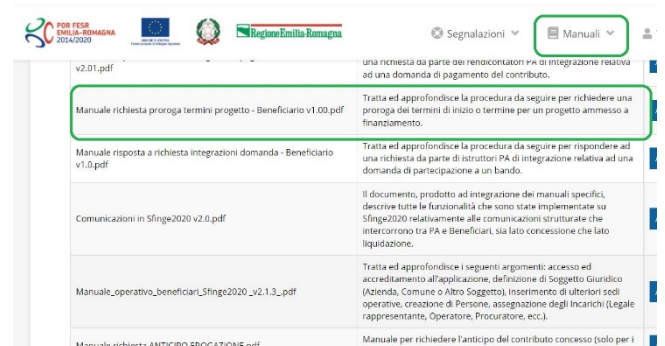 POR FESR
EMILIA-ROMAGNA
2014/2020
RegioneEmilia-Romagna
Segnalazioni
Manuali
v2.01.pdf
una richiesta da parte dei rendicontatori PA di integrazione relativa
ad una domanda di pagamento del contributo.
Manuale richiesta proroga termini progetto - Beneficiario v1.00.pdf
Tratta ed approfondisce la procedura da seguire per richiedere una
proroga dei termini di inizio o termine per un progetto ammesso a
finanziamento.
Manuale risposta a richiesta integrazioni domanda - Beneficiario
v1.0.pdf
Tratta ed approfondisce la procedura da seguire per rispondere ad
una richiesta da parte di istruttori PA di integrazione relativa ad una
domanda di partecipazione a un bando.
Comunicazioni in Sfinge2020 v2.0.pdf
Il documento, prodotto ad integrazione dei manuali specifici,
descrive tutte le funzionalità che sono state implementate su
Sfinge2020 relativamente alle comunicazioni strutturate che
intercorrono tra PA e Beneficiari, sia lato concessione che lato
liquidazione.
Manuale_operativo_beneficiari_Sfinge2020 _v2.1.3_.pdf
Tratta ed approfondisce i seguenti argomenti: accesso ed
accreditamento all'applicazione, definizione di Soggetto Giuridico
(Azienda, Comune o Altro Soggetto), inserimento di ulteriori sedi
operative, creazione di Persone, assegnazione degli Incarichi (Legale
rappresentante, Operatore, Procuratore, ecc.).
Manuale richiesta ANTICIPO EROGAZIONE.pdf
Manuale per richiedere l'anticipo del contributo concesso (solo per i